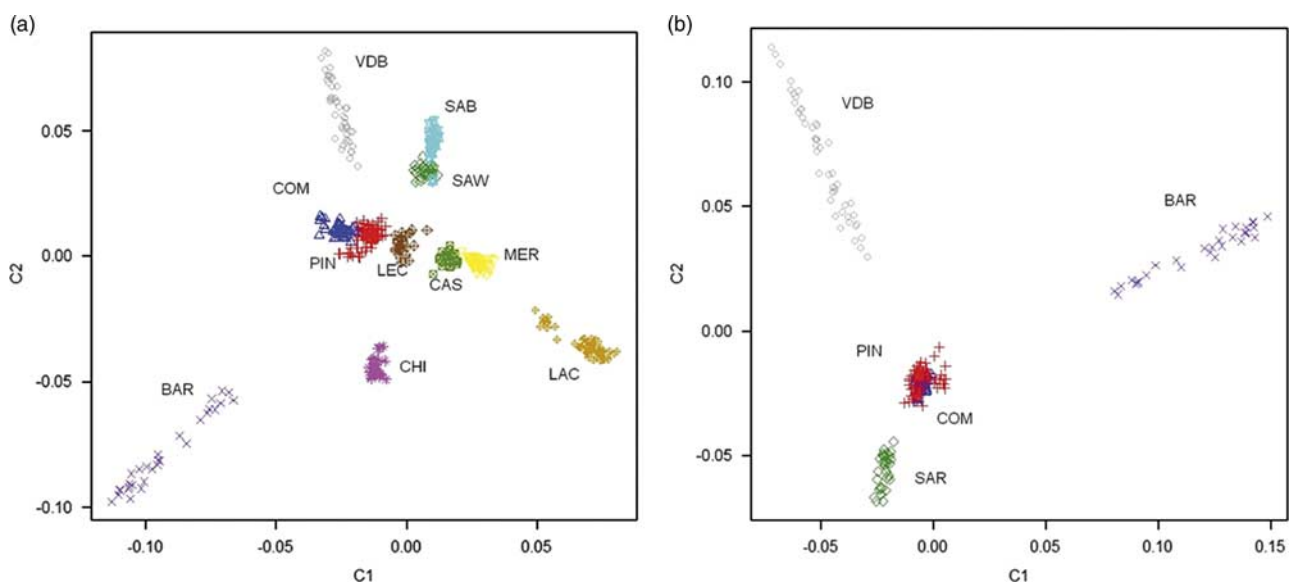 (a)
VDB
SAB
SAW
COM
PIN
LEC
CAS
MER
CHI
LAC
BAR
0.05
0.00
-0.05
-0.10
C2
-0.10
-0.05
0.00
0.05
C1
(b)
VDB
BAR
PIN
COM
SAR
0.10
0.05
0.00
-0.05
C2
-0.05
0.00
0.05
0.10
0.15
C1